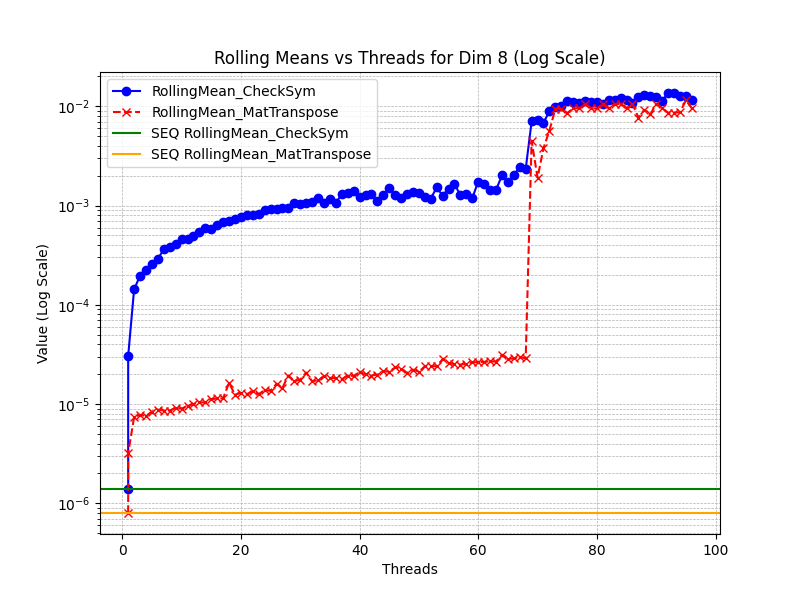 Rolling Means vs Threads for Dim 8 (Log Scale)
RollingMean_CheckSym
RollingMean_MatTranspose
SEQ RollingMean_CheckSym
SEQ RollingMean_MatTranspose
Value (Log Scale)
10⁻²
10⁻³
10⁻⁴
10⁻⁵
10⁻⁶
0 20 40 60 80 100
Threads